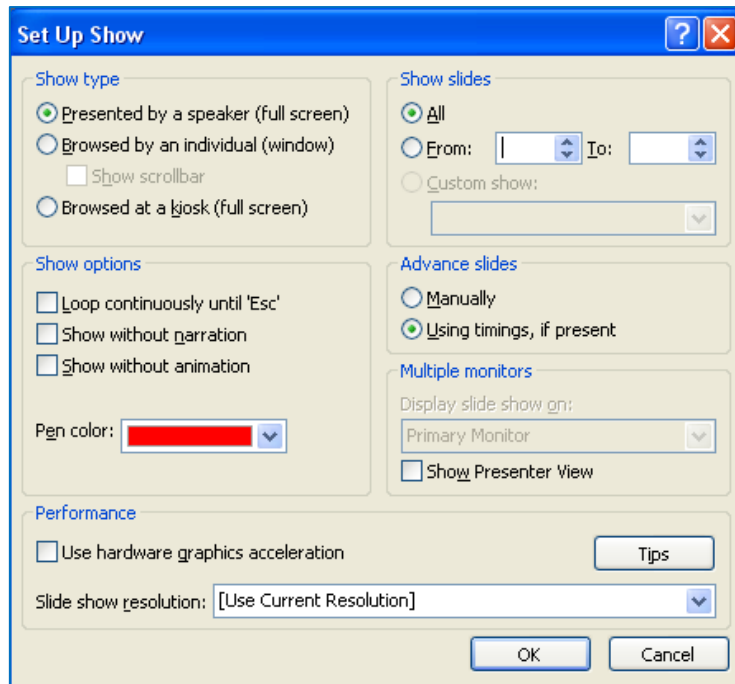 Set Up Show
Show type
Presented by a speaker (full screen)
Browsed by an individual (window)
Show scrollbar
Browsed at a kiosk (full screen)
Show slides
All
From: To:
Custom show:
Show options
Loop continuously until 'Esc'
Show without narration
Show without animation
Pen color:
Advance slides
Manually
Using timings, if present
Multiple monitors
Display slide show on:
Primary Monitor
Show Presenter View
Performance
Use hardware graphics acceleration
Tips
Slide show resolution: [Use Current Resolution]
OK Cancel